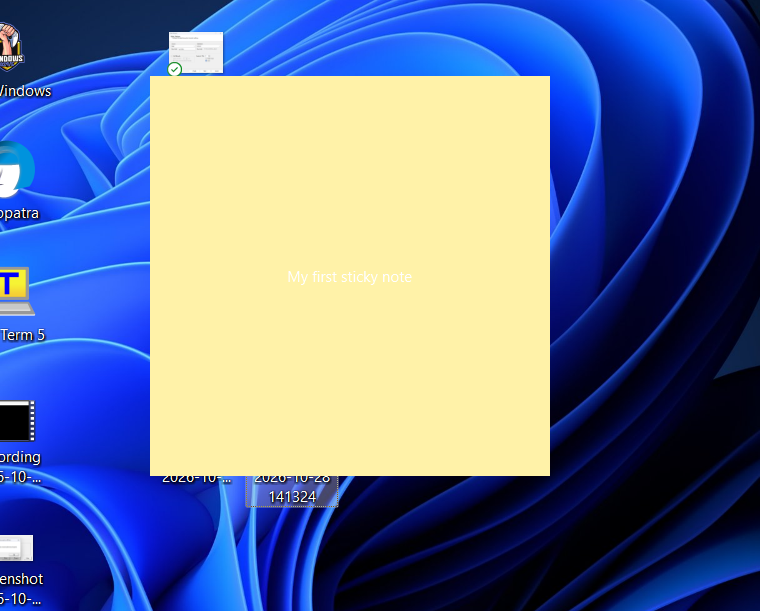 Windows
opatra
Term 5
ording
5-10-...
enshot
5-10-...
2026-10-...
2026-10-28
141324
My first sticky note
T